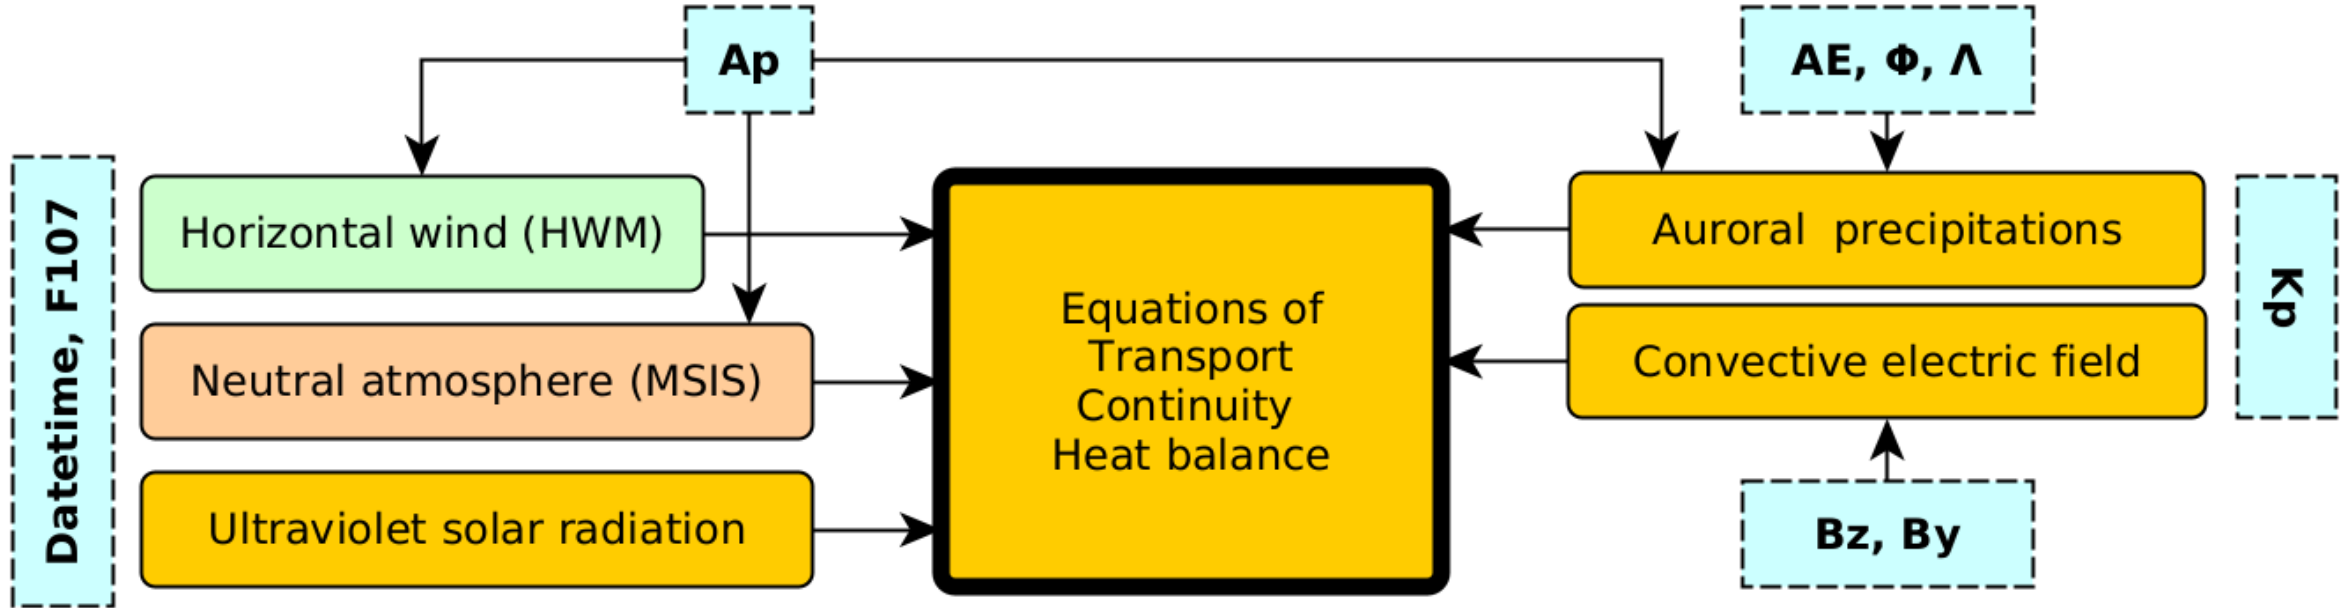 Ap
AE, Φ, Λ
Datetime, F107
Horizontal wind (HWM)
Neutral atmosphere (MSIS)
Ultraviolet solar radiation
Equations of
Transport
Continuity
Heat balance
Auroral  precipitations
Convective electric field
Kp
Bz, By